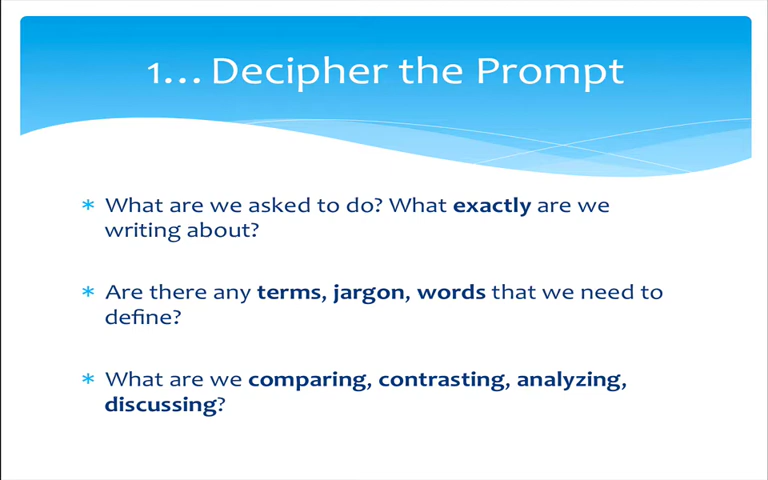 1... Decipher the Prompt
* What are we asked to do? What exactly are we
writing about?
* Are there any terms, jargon, words that we need to
define?
* What are we comparing, contrasting, analyzing,
discussing?